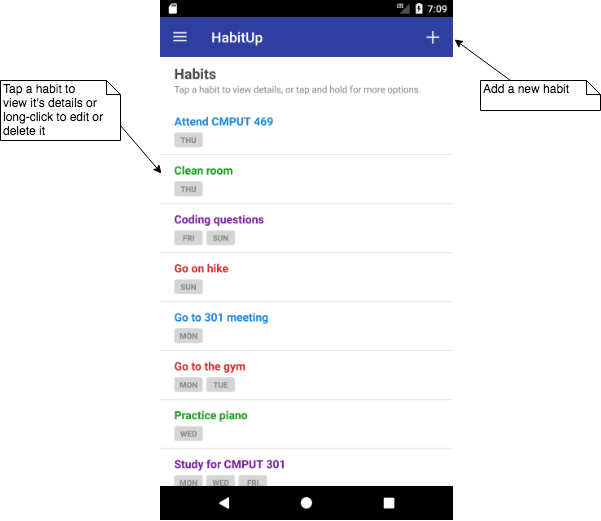 LTE 7:09
HabitUp
Habits
Tap a habit to view details, or tap and hold for more options.
Attend CMPUT 469
THU
Clean room
THU
Coding questions
FRI SUN
Go on hike
SUN
Go to 301 meeting
MON
Go to the gym
MON TUE
Practice piano
WED
Study for CMPUT 301
MON WED FRI
Tap a habit to
view it's details or
long-click to edit or
delete it
Add a new habit